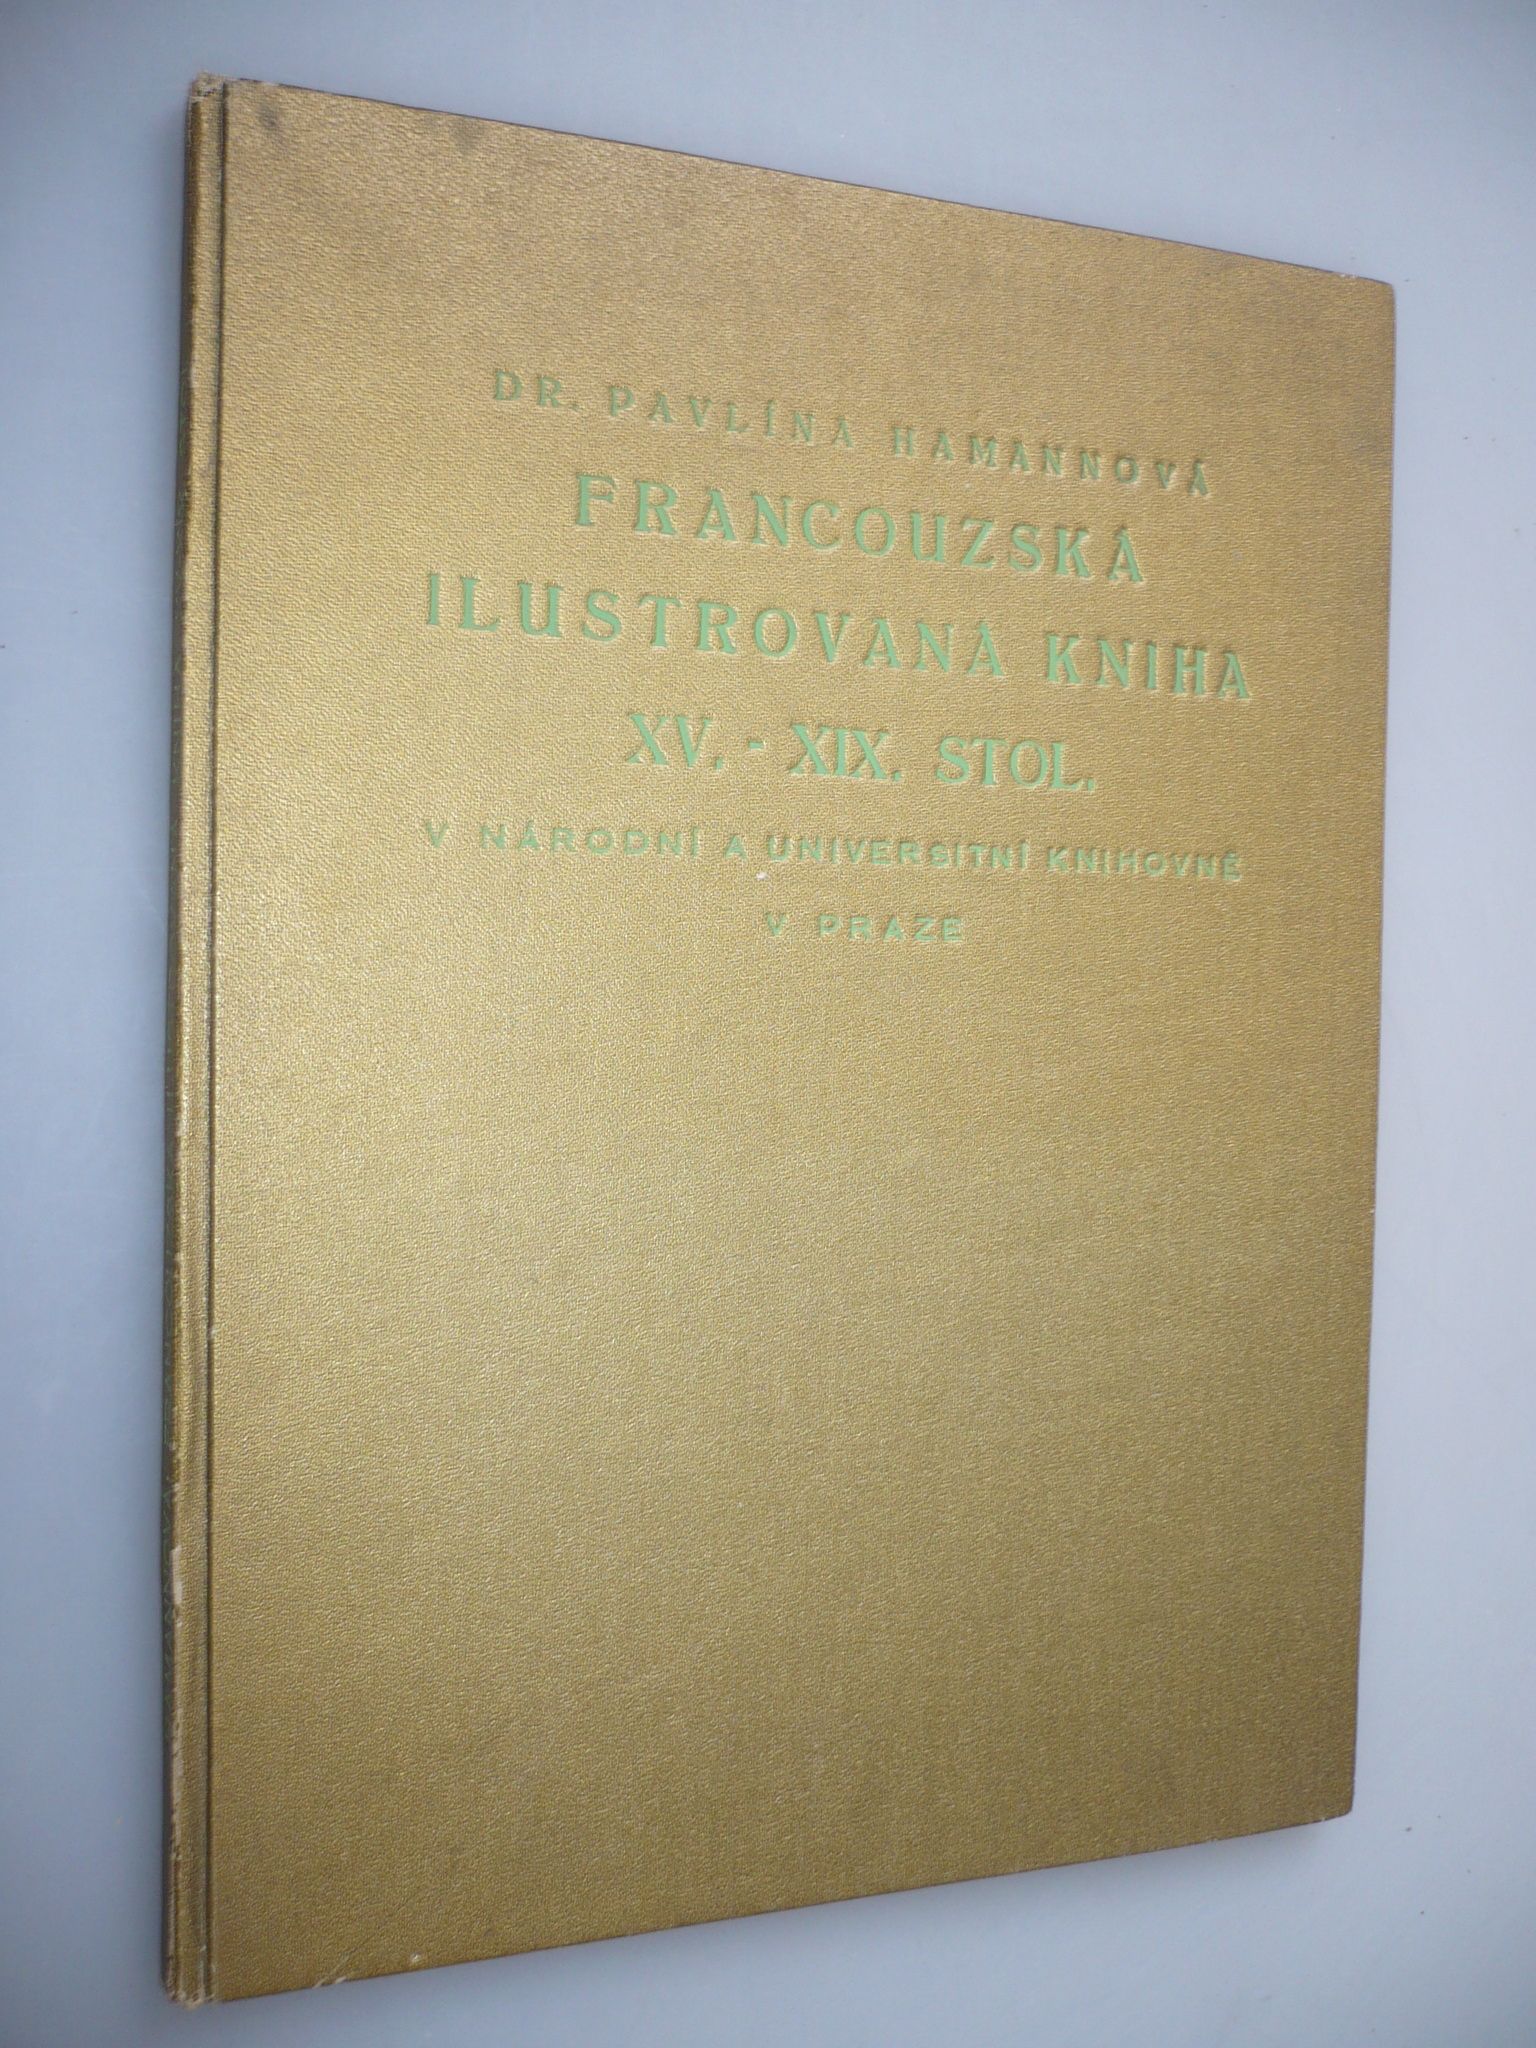 DR. PAVLÍNA HAMANNOVÁ
FRANCOUZSKÁ
ILUSTROVANÁ KNIHA
XV. - XIX. STOL.
V NÁRODNÍ A UNIVERSITNÍ KNIHOVNĚ
V PRAZE